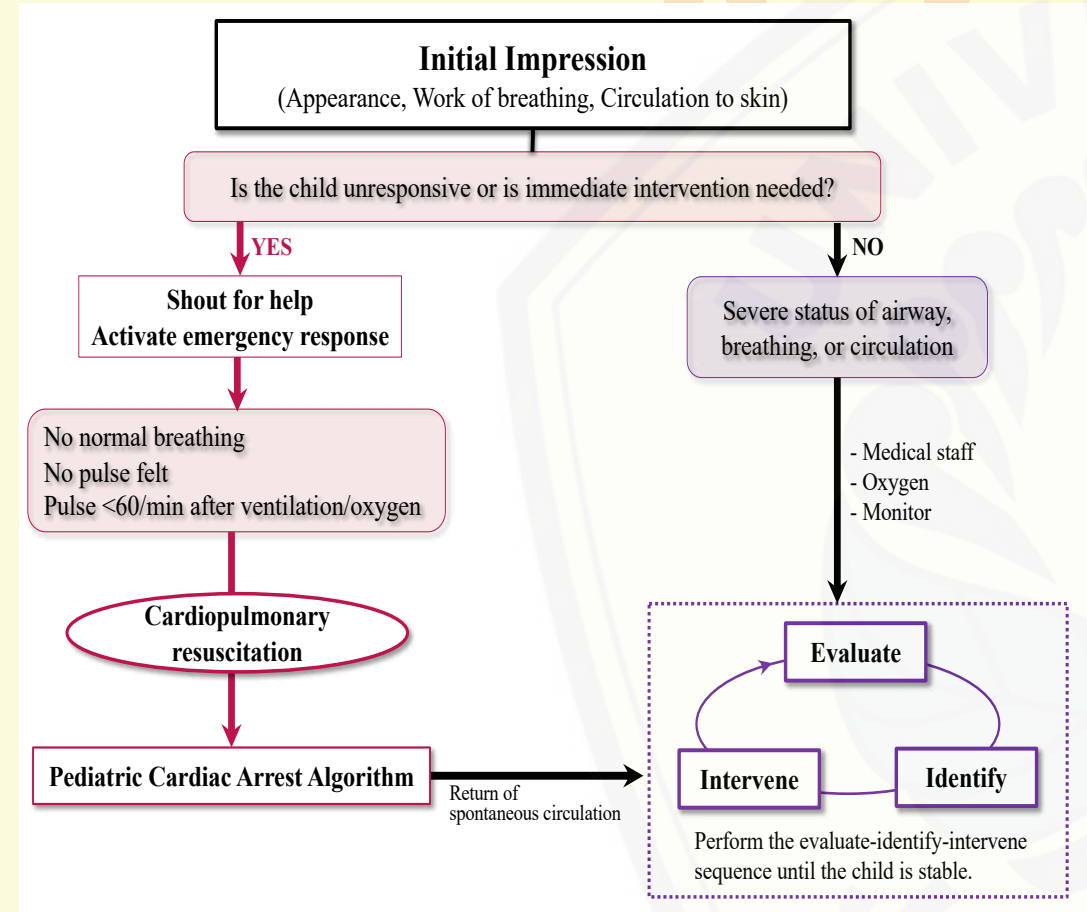 Initial Impression
(Appearance, Work of breathing, Circulation to skin)
Is the child unresponsive or is immediate intervention needed?
YES
NO
Shout for help
Activate emergency response
Severe status of airway,
breathing, or circulation
No normal breathing
No pulse felt
Pulse <60/min after ventilation/oxygen
- Medical staff
- Oxygen
- Monitor
Cardiopulmonary
resuscitation
Evaluate
Pediatric Cardiac Arrest Algorithm
Return of
spontaneous circulation
Intervene
Identify
Perform the evaluate-identify-intervene
sequence until the child is stable.
UNIV